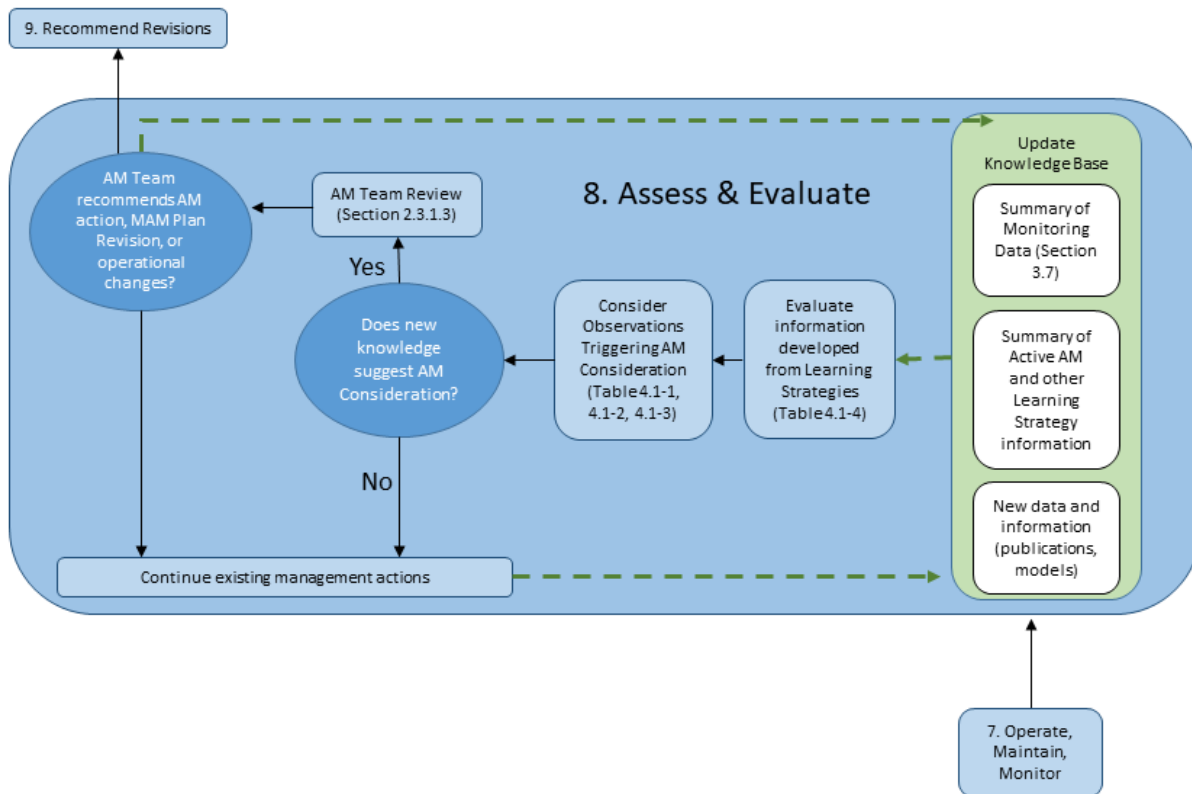 9. Recommend Revisions
AM Team
recommends AM
action, MAM Plan
Revision, or
operational
changes?
AM Team Review
(Section 2.3.1.3)
8. Assess & Evaluate
Update
Knowledge Base
Summary of
Monitoring
Data (Section
3.7)
Yes
Does new
knowledge
suggest AM
Consideration?
Consider
Observations
Triggering AM
Consideration
(Table 4.1-1,
4.1-2, 4.1-3)
Evaluate
information
developed
from Learning
Strategies
(Table 4.1-4)
Summary of
Active AM
and other
Learning
Strategy
information
No
New data and
information
(publications,
models)
Continue existing management actions
7. Operate,
Maintain,
Monitor